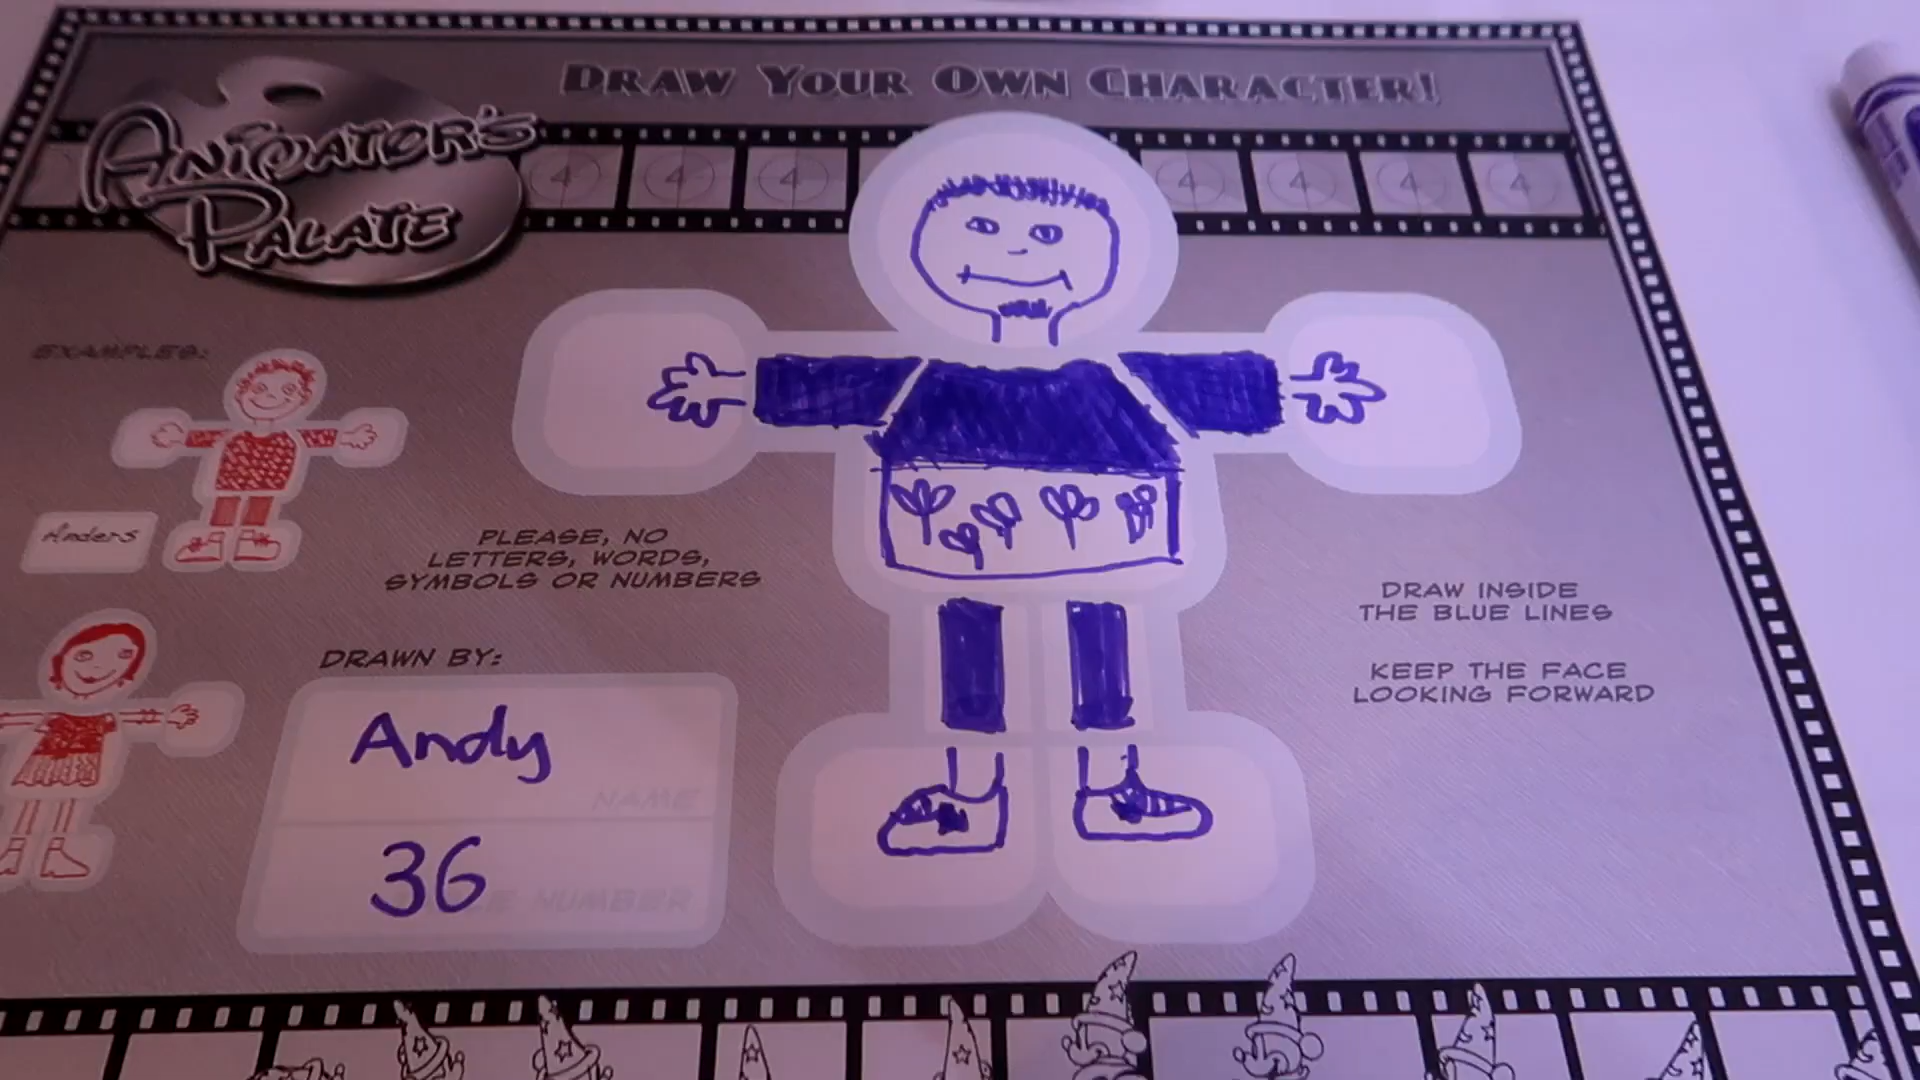 DRAW YOUR OWN CHARACTER!
ANIMATOR'S
PALATE
4 4 4 4 4 4 4
EXAMPLES:
Anders
PLEASE, NO
LETTERS, WORDS,
SYMBOLS OR NUMBERS
DRAW INSIDE
THE BLUE LINES
KEEP THE FACE
LOOKING FORWARD
DRAWN BY:
Andy
NAME
36
NUMBER